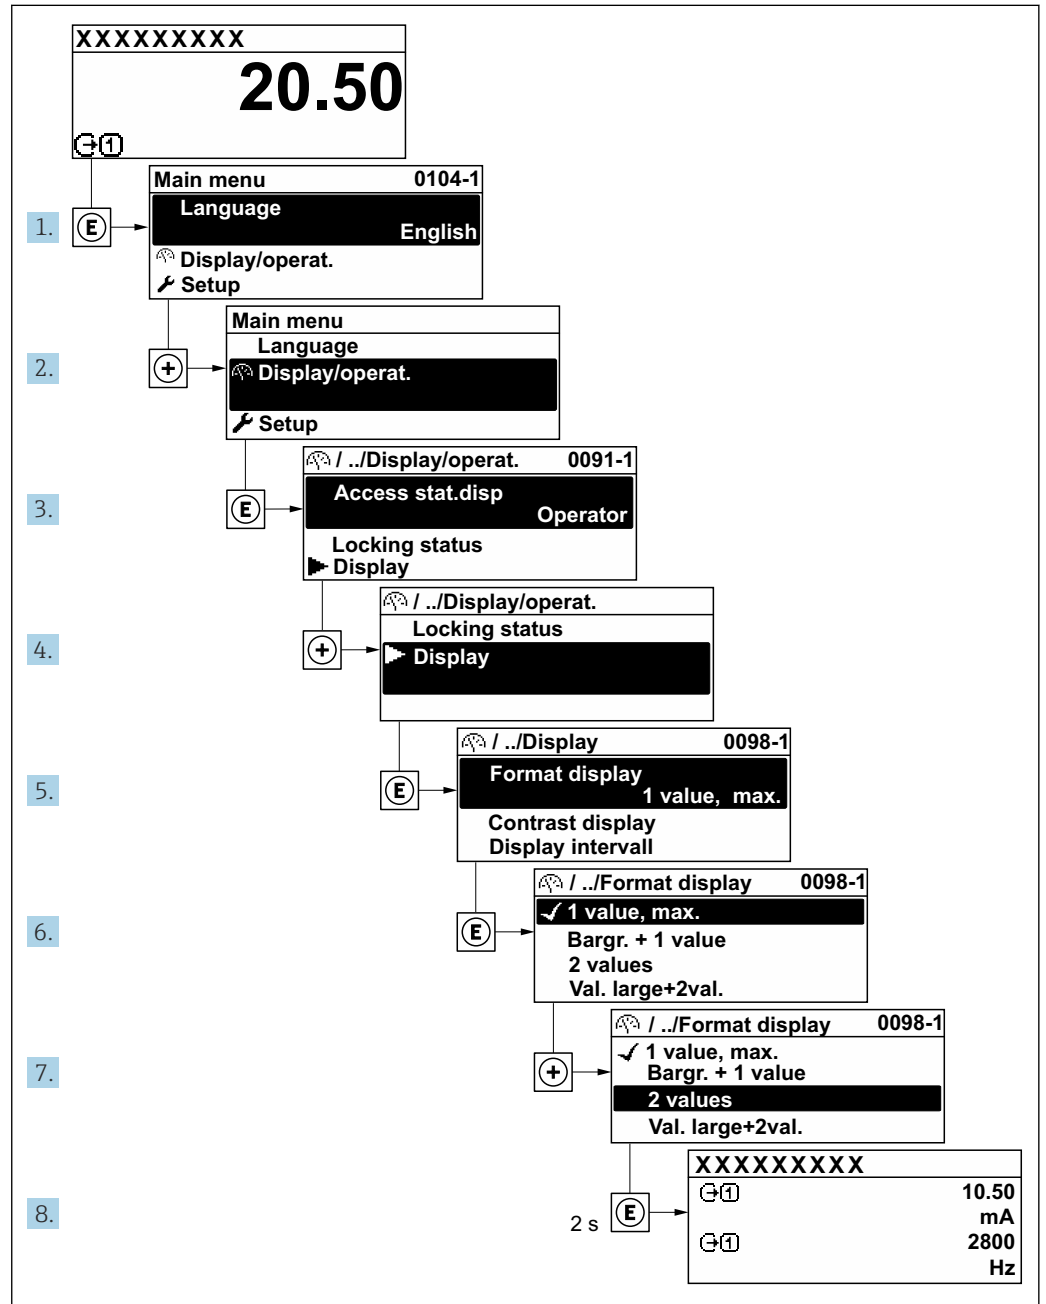 XXXXXXXXX
20.50
1
Main menu 0104-1
Language
1. E
English
Display/operat.
Setup
Main menu
Language
2. +
Display/operat.
Setup
/ ../Display/operat. 0091-1
Access stat.disp
3. E
Operator
Locking status
Display
/ ../Display/operat.
Locking status
4. +
Display
/ ../Display 0098-1
Format display
5. E
1 value, max.
Contrast display
Display intervall
/ ../Format display 0098-1
1 value, max.
6. E
Bargr. + 1 value
2 values
Val. large+2val.
/ ../Format display 0098-1
1 value, max.
7. +
Bargr. + 1 value
2 values
Val. large+2val.
XXXXXXXXX
1 10.50
8. 2 s E
mA
1 2800
Hz